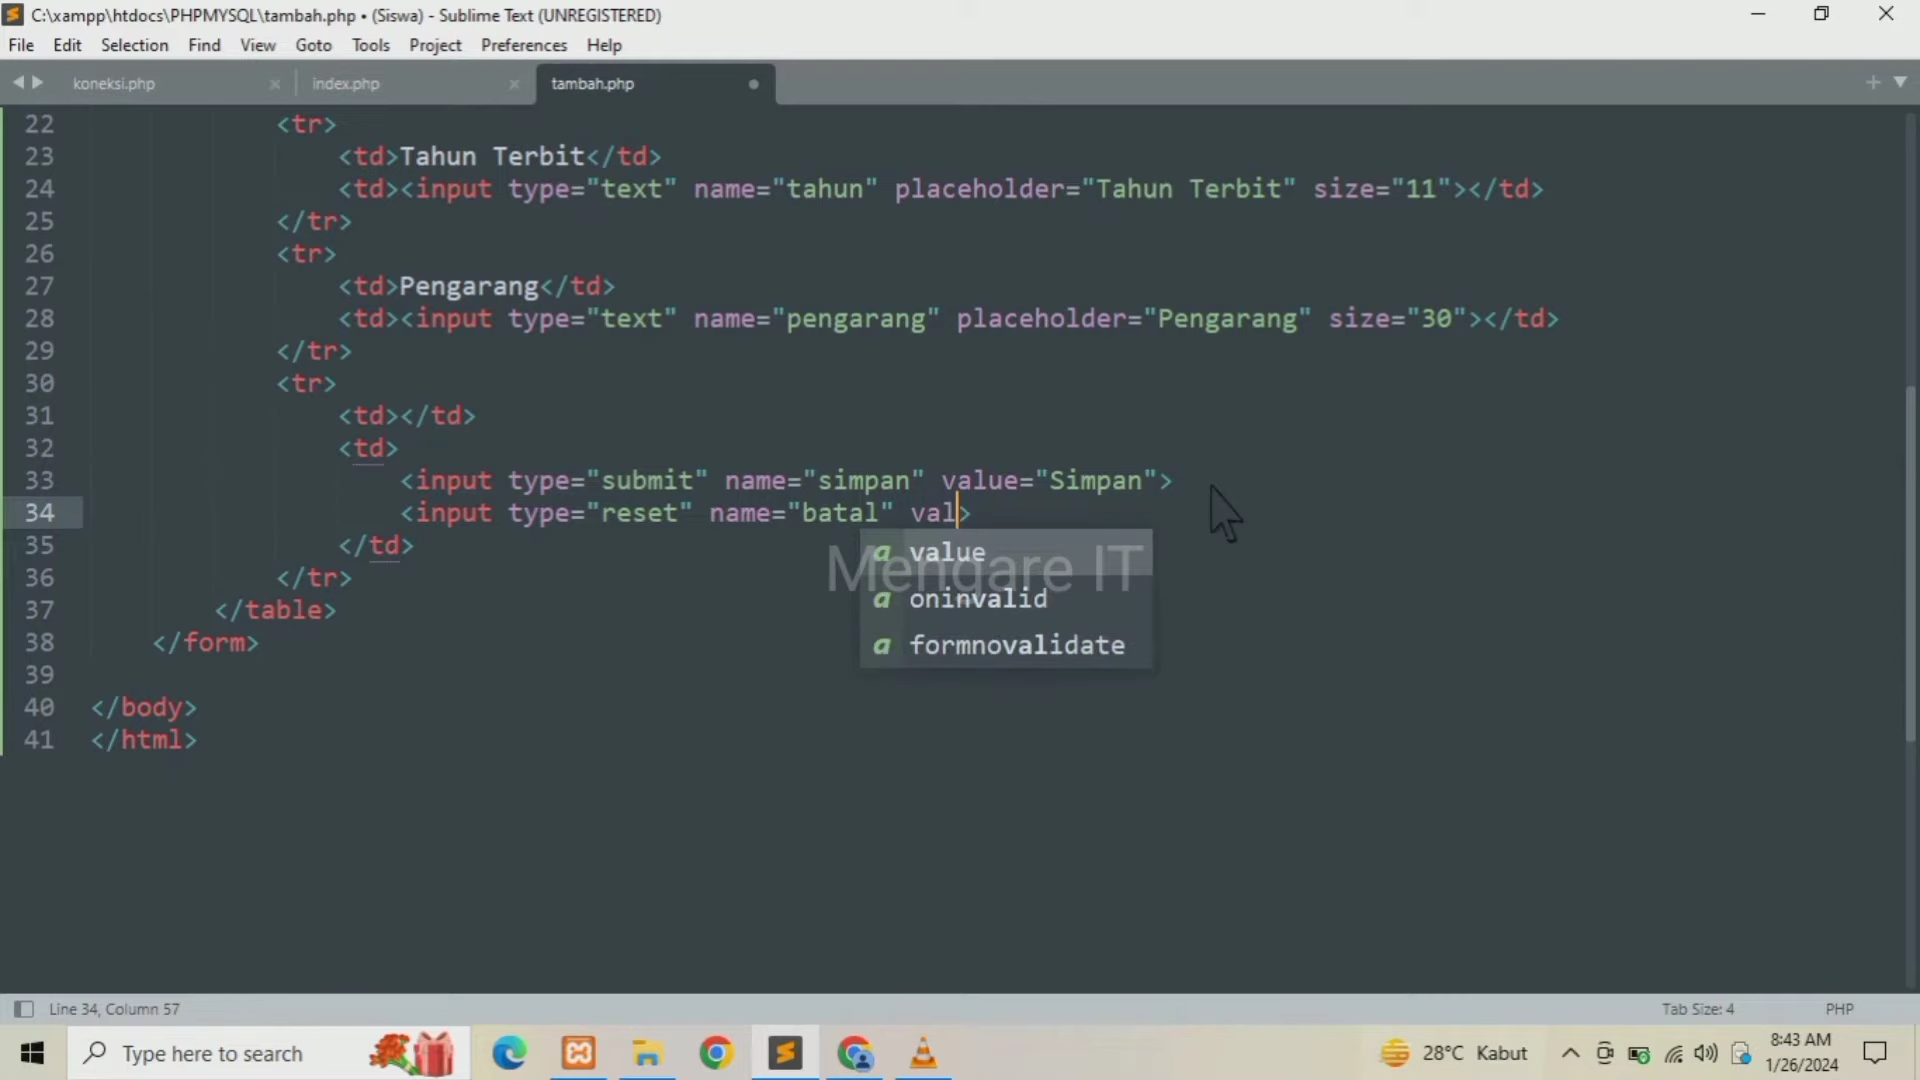 C:\xampp\htdocs\PHPMYSQL\tambah.php • (Siswa) - Sublime Text (UNREGISTERED)
File Edit Selection Find View Goto Tools Project Preferences Help
koneksi.php × index.php × tambah.php
22 <tr>
23 <td>Tahun Terbit</td>
24 <td><input type="text" name="tahun" placeholder="Tahun Terbit" size="11"></td>
25 </tr>
26 <tr>
27 <td>Pengarang</td>
28 <td><input type="text" name="pengarang" placeholder="Pengarang" size="30"></td>
29 </tr>
30 <tr>
31 <td></td>
32 <td>
33 <input type="submit" name="simpan" value="Simpan">
34 <input type="reset" name="batal" val>
a value
35 </td>
Mengare IT
a oninvalid
36 </tr>
37 </table>
a formnovalidate
38 </form>
39
40 </body>
41 </html>
Line 34, Column 57 Tab Size: 4 PHP
Type here to search 28°C Kabut 8:43 AM
1/26/2024